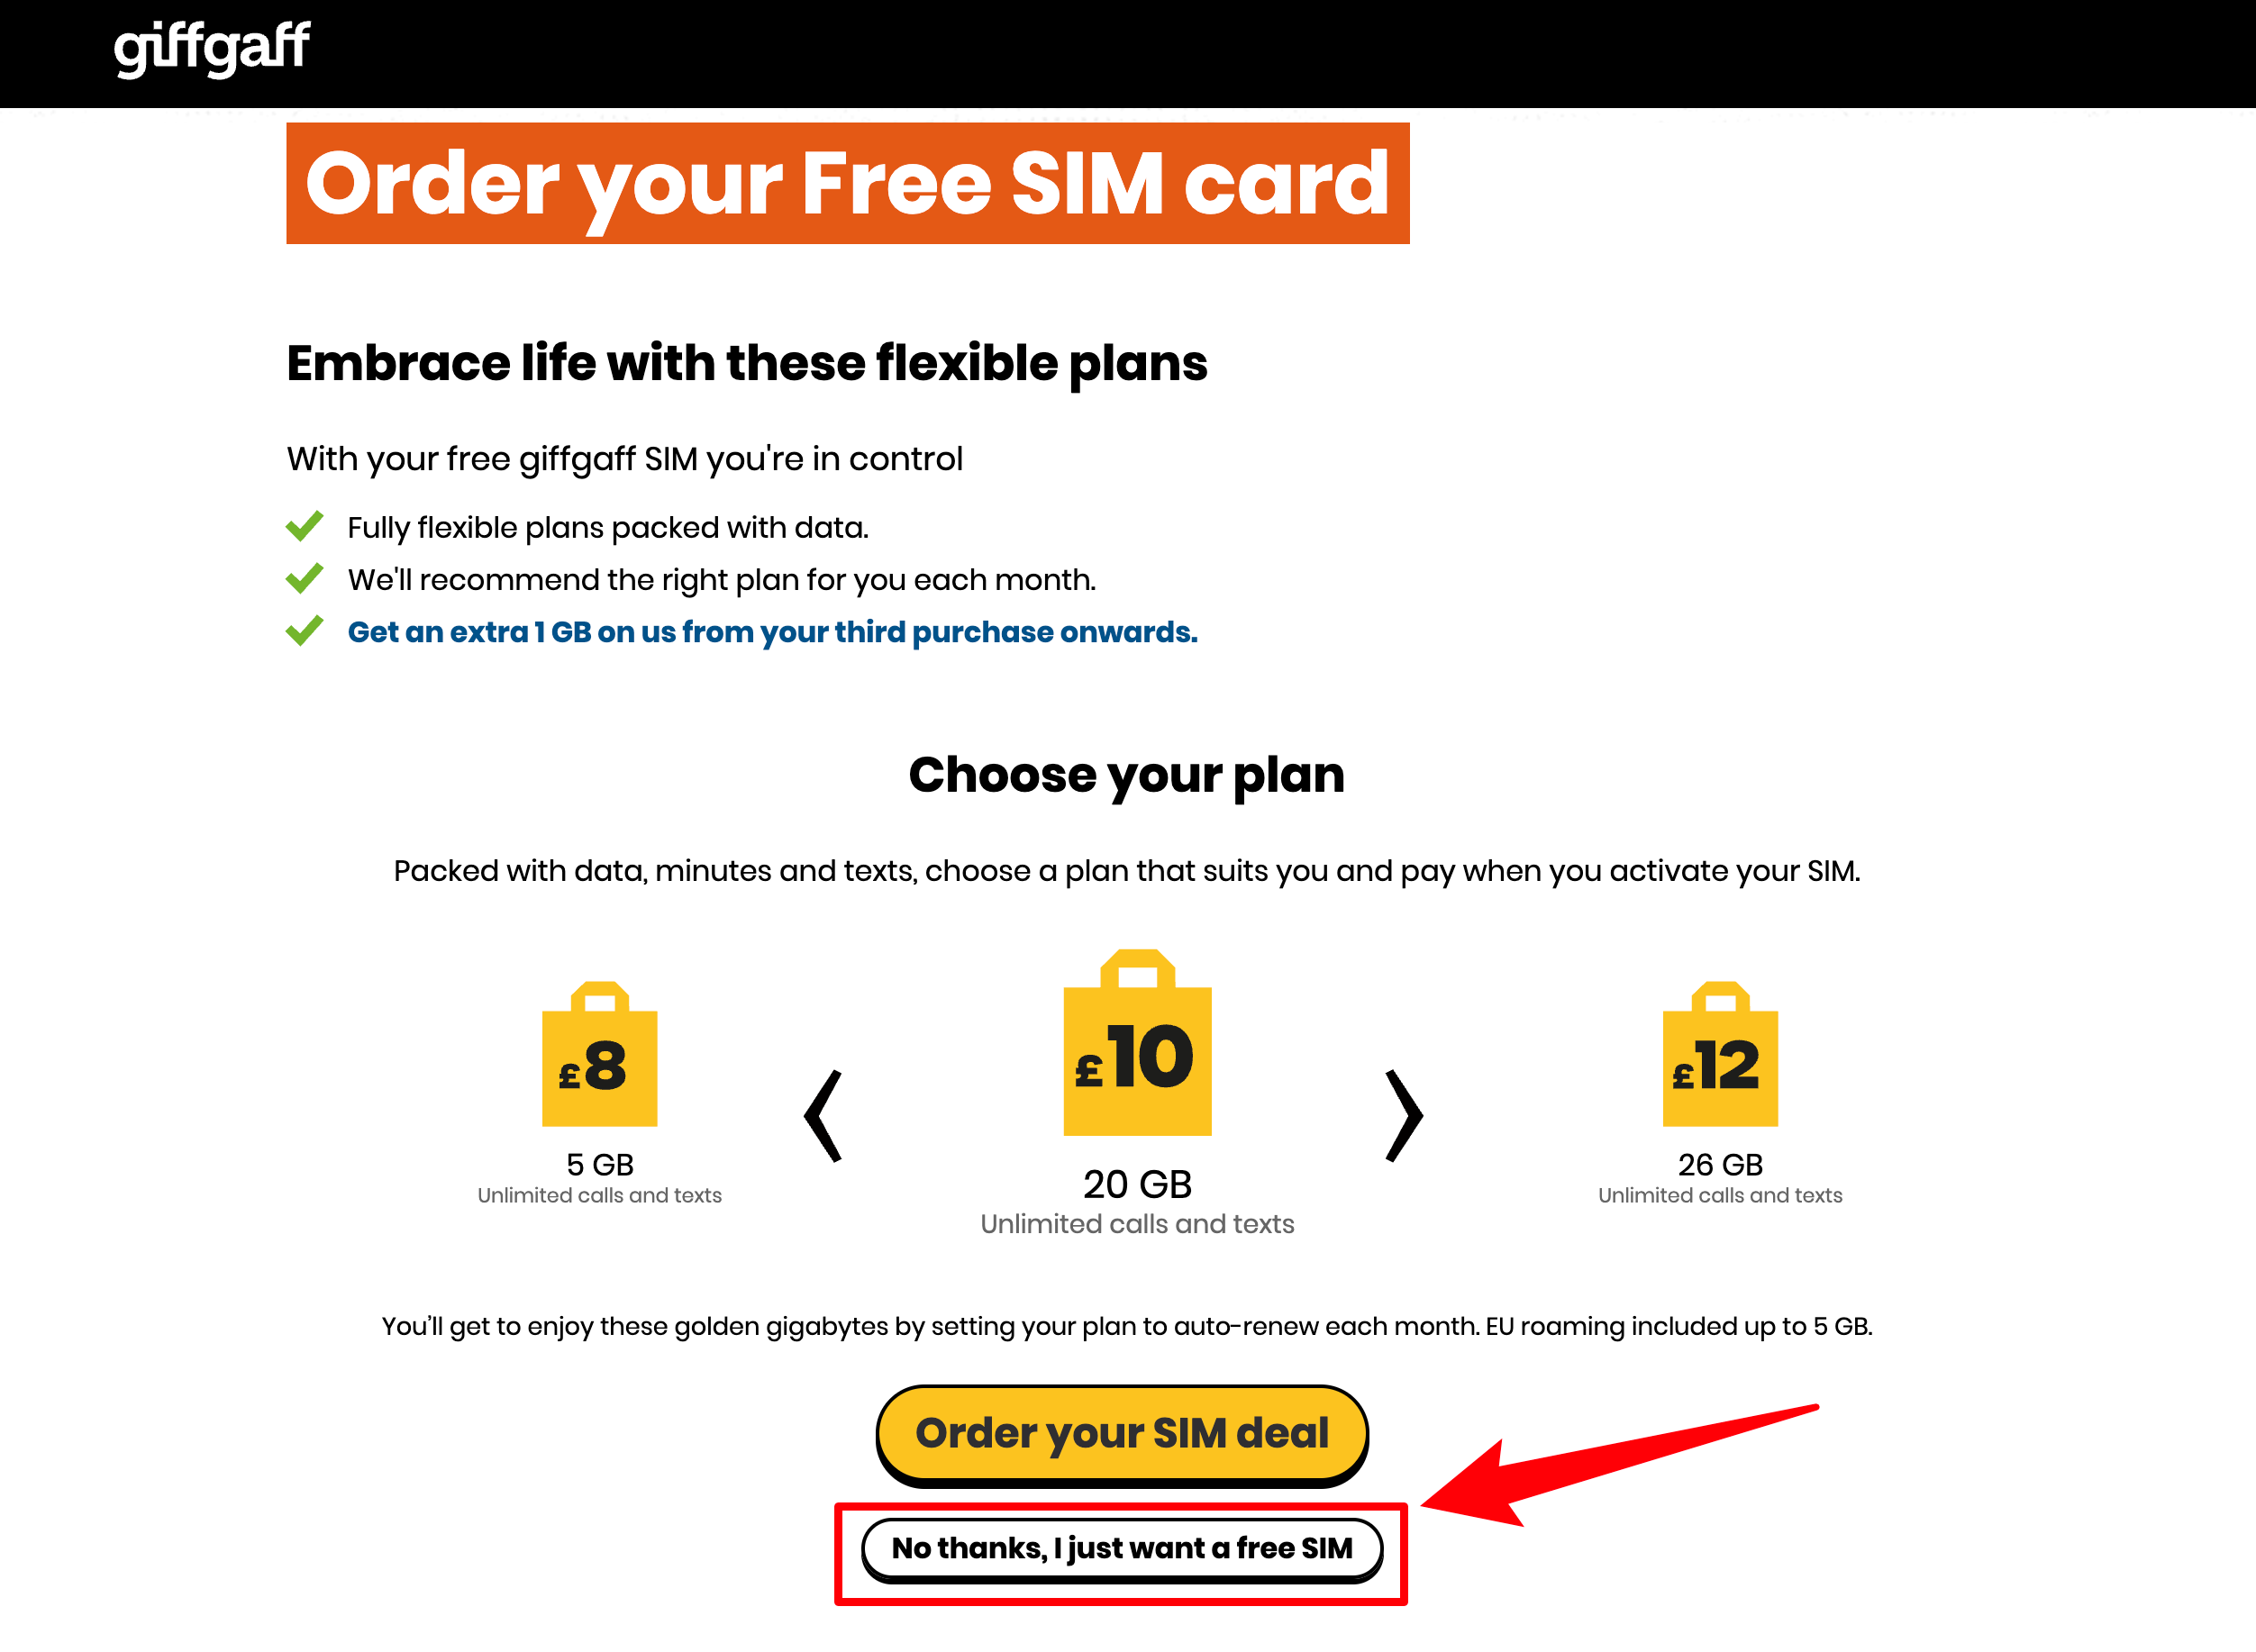 giffgaff
Order your Free SIM card
Embrace life with these flexible plans
With your free giffgaff SIM you're in control
Fully flexible plans packed with data.
We'll recommend the right plan for you each month.
Get an extra 1 GB on us from your third purchase onwards.
Choose your plan
Packed with data, minutes and texts, choose a plan that suits you and pay when you activate your SIM.
£8
5 GB
Unlimited calls and texts
£10
20 GB
Unlimited calls and texts
£12
26 GB
Unlimited calls and texts
You’ll get to enjoy these golden gigabytes by setting your plan to auto-renew each month. EU roaming included up to 5 GB.
Order your SIM deal
No thanks, I just want a free SIM